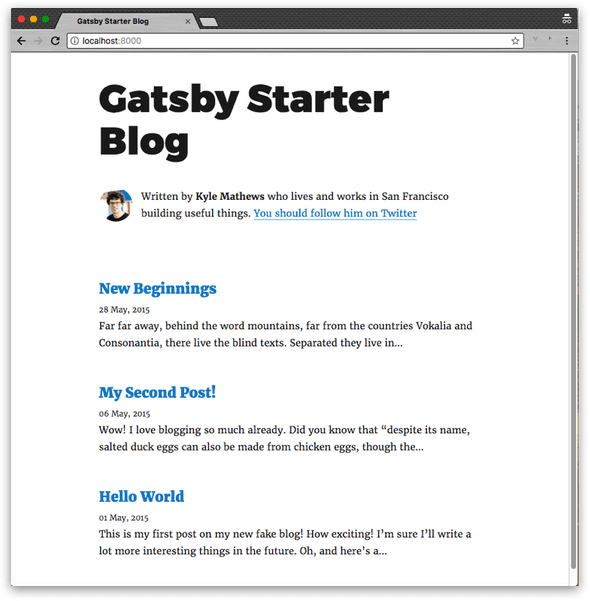 Gatsby Starter Blog
localhost:8000
Gatsby Starter
Blog
Written by Kyle Mathews who lives and works in San Francisco
building useful things. You should follow him on Twitter
New Beginnings
28 May, 2015
Far far away, behind the word mountains, far from the countries Vokalia and
Consonantia, there live the blind texts. Separated they live in…
My Second Post!
06 May, 2015
Wow! I love blogging so much already. Did you know that “despite its name,
salted duck eggs can also be made from chicken eggs, though the…
Hello World
01 May, 2015
This is my first post on my new fake blog! How exciting! I’m sure I’ll write a
lot more interesting things in the future. Oh, and here’s a…